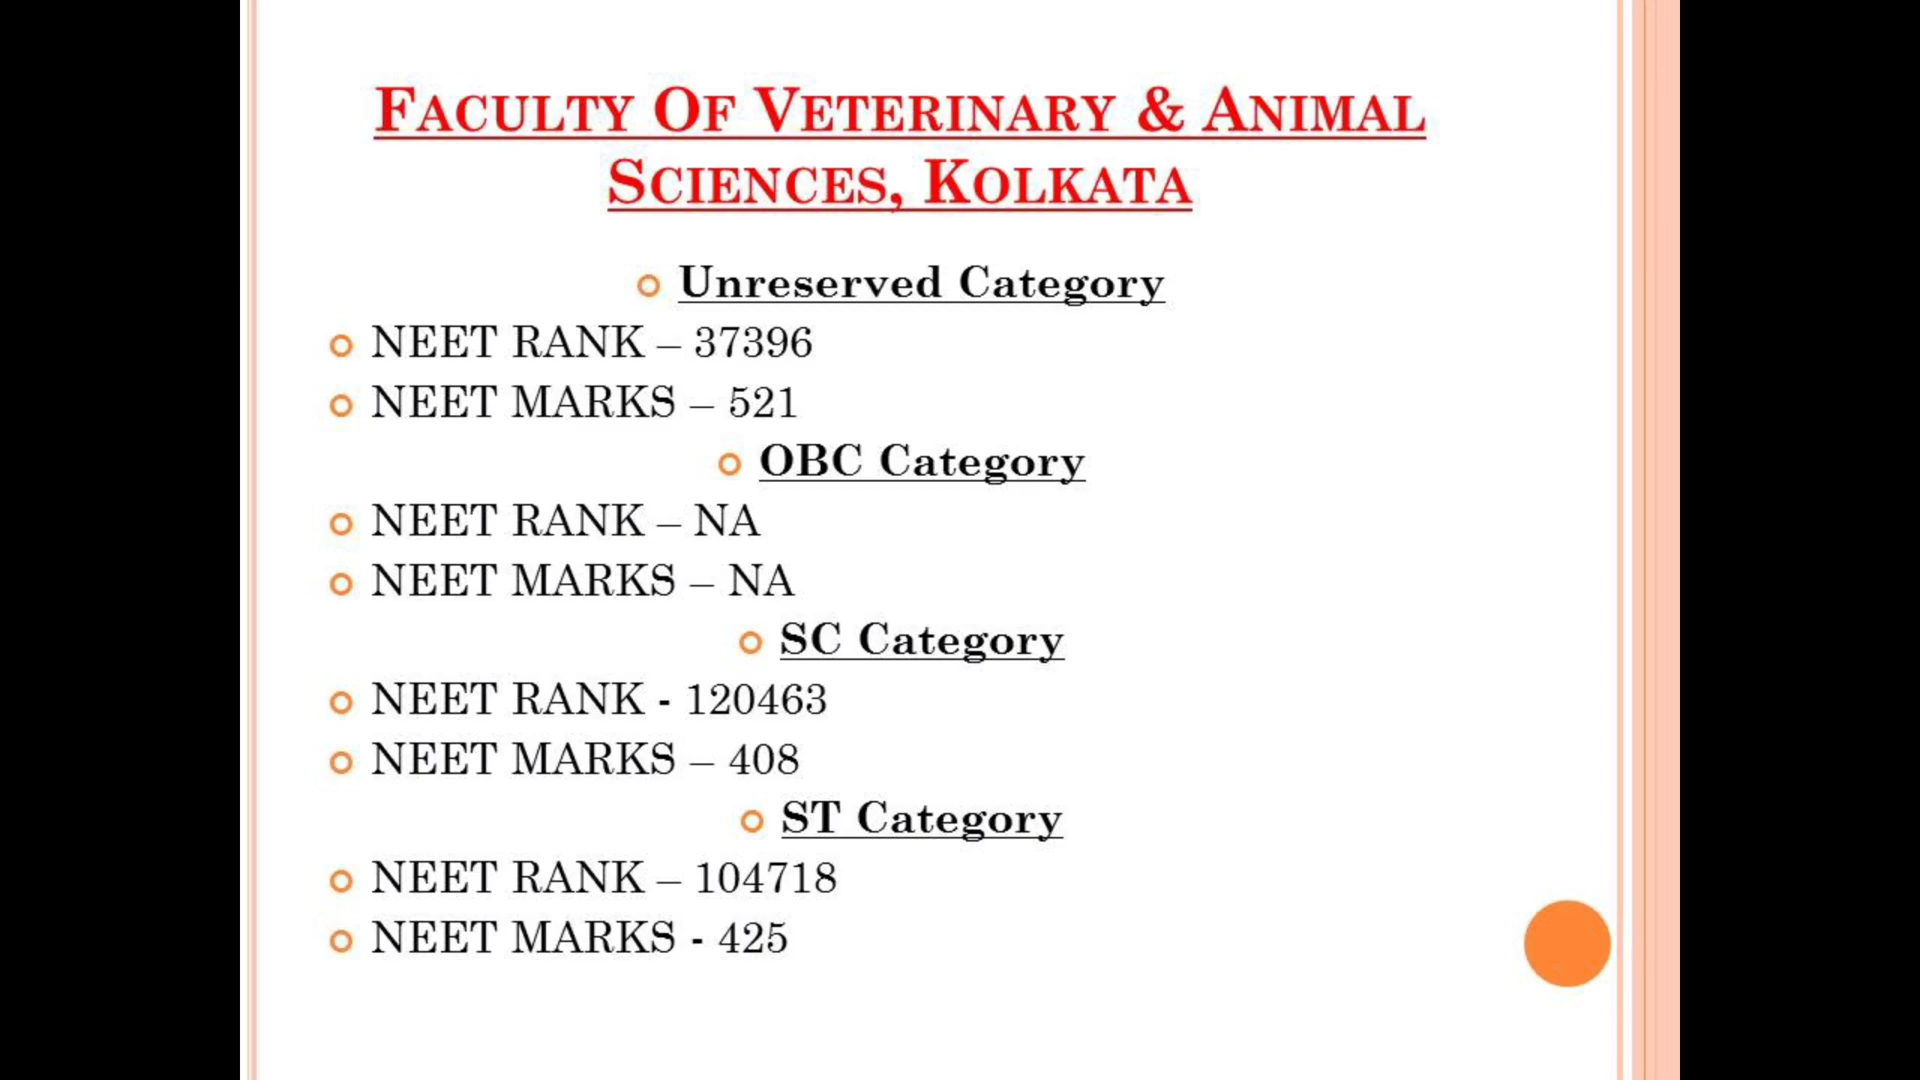 Faculty Of Veterinary & Animal
Sciences, Kolkata
Unreserved Category
NEET RANK – 37396
NEET MARKS – 521
OBC Category
NEET RANK – NA
NEET MARKS – NA
SC Category
NEET RANK - 120463
NEET MARKS – 408
ST Category
NEET RANK – 104718
NEET MARKS - 425